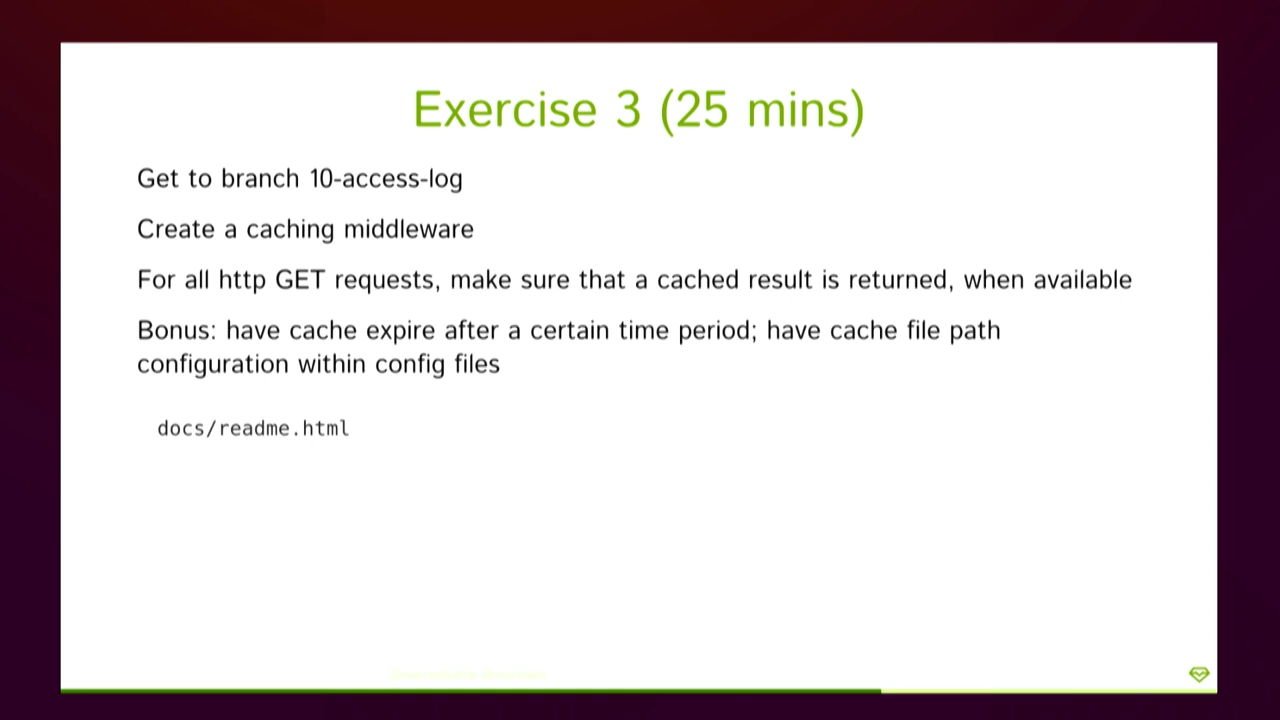 Exercise 3 (25 mins)
Get to branch 10-access-log
Create a caching middleware
For all http GET requests, make sure that a cached result is returned, when available
Bonus: have cache expire after a certain time period; have cache file path
configuration within config files
docs/readme.html